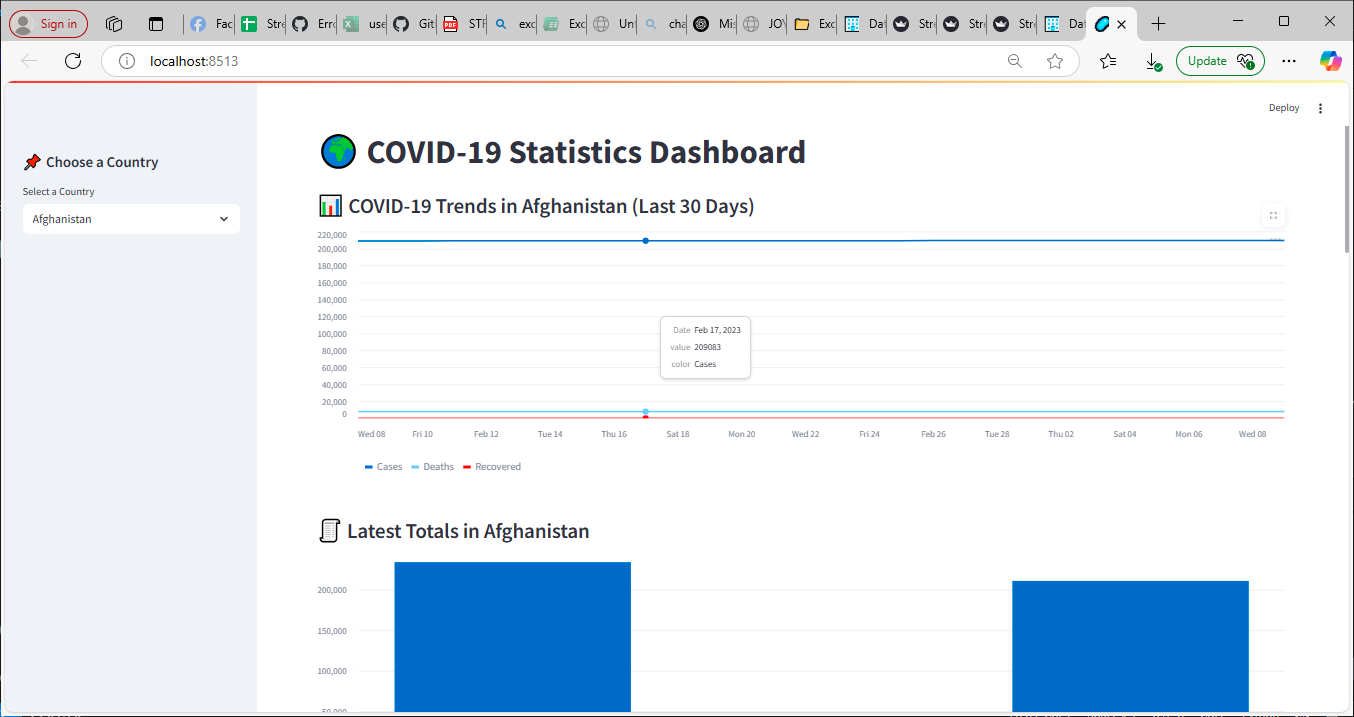 Sign in
Fac
Stre
Erro
use
Git
STF
exc
Exc
Un
cha
Mis
JO
Exc
Dat
Stre
Stre
Stre
Dat
localhost:8513
Update
Deploy
Choose a Country
Select a Country
Afghanistan
COVID-19 Statistics Dashboard
COVID-19 Trends in Afghanistan (Last 30 Days)
220,000
200,000
180,000
160,000
140,000
120,000
100,000
80,000
60,000
40,000
20,000
0
Date Feb 17, 2023
value 209083
color Cases
Wed 08 Fri 10 Feb 12 Tue 14 Thu 16 Sat 18 Mon 20 Wed 22 Fri 24 Feb 26 Tue 28 Thu 02 Sat 04 Mon 06 Wed 08
Cases Deaths Recovered
Latest Totals in Afghanistan
200,000
150,000
100,000
50,000